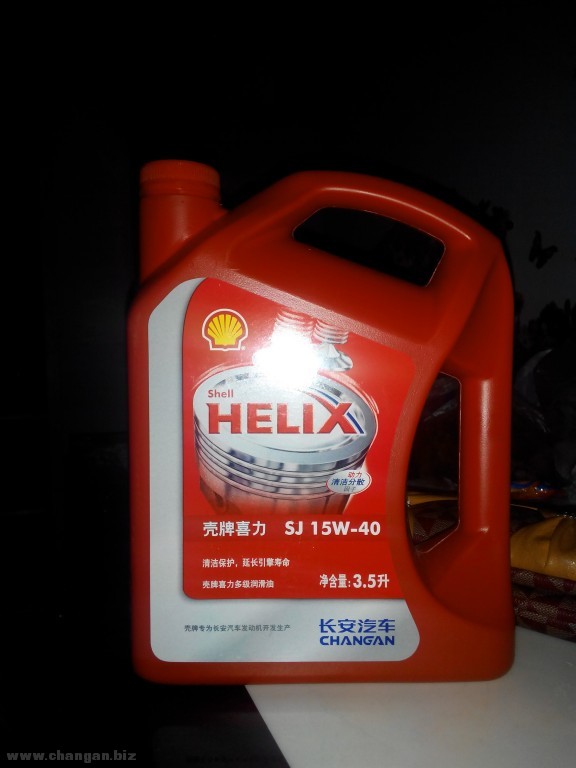 Shell
HELIX
动力
清洁分散
壳牌喜力 SJ 15W-40
清洁保护，延长引擎寿命
壳牌喜力多级润滑油 净含量：3.5升
壳牌专为长安汽车发动机开发生产
长安汽车
CHANGAN
www.changan.biz